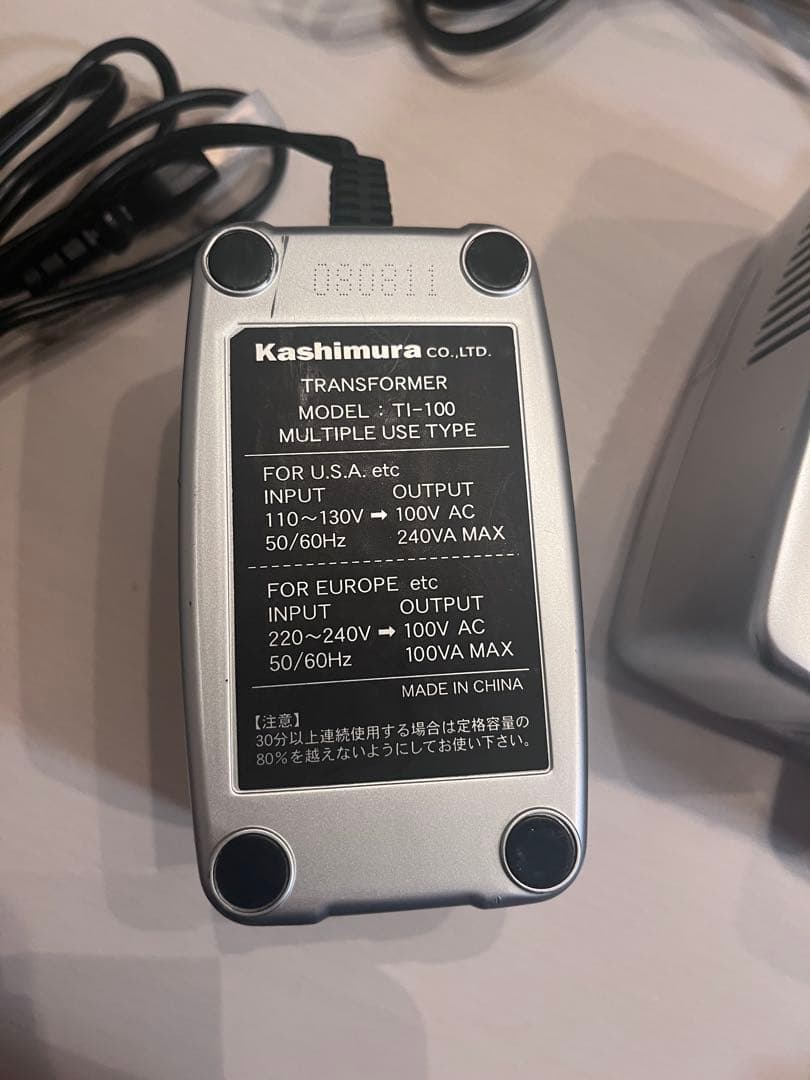 080811
Kashimura CO.,LTD.
TRANSFORMER
MODEL : TI-100
MULTIPLE USE TYPE
FOR U.S.A. etc
INPUT OUTPUT
110～130V ➡ 100V AC
50/60Hz 240VA MAX
FOR EUROPE etc
INPUT OUTPUT
220～240V ➡ 100V AC
50/60Hz 100VA MAX
MADE IN CHINA
【注意】
30分以上連続使用する場合は定格容量の
80%を越えないようにしてお使い下さい。